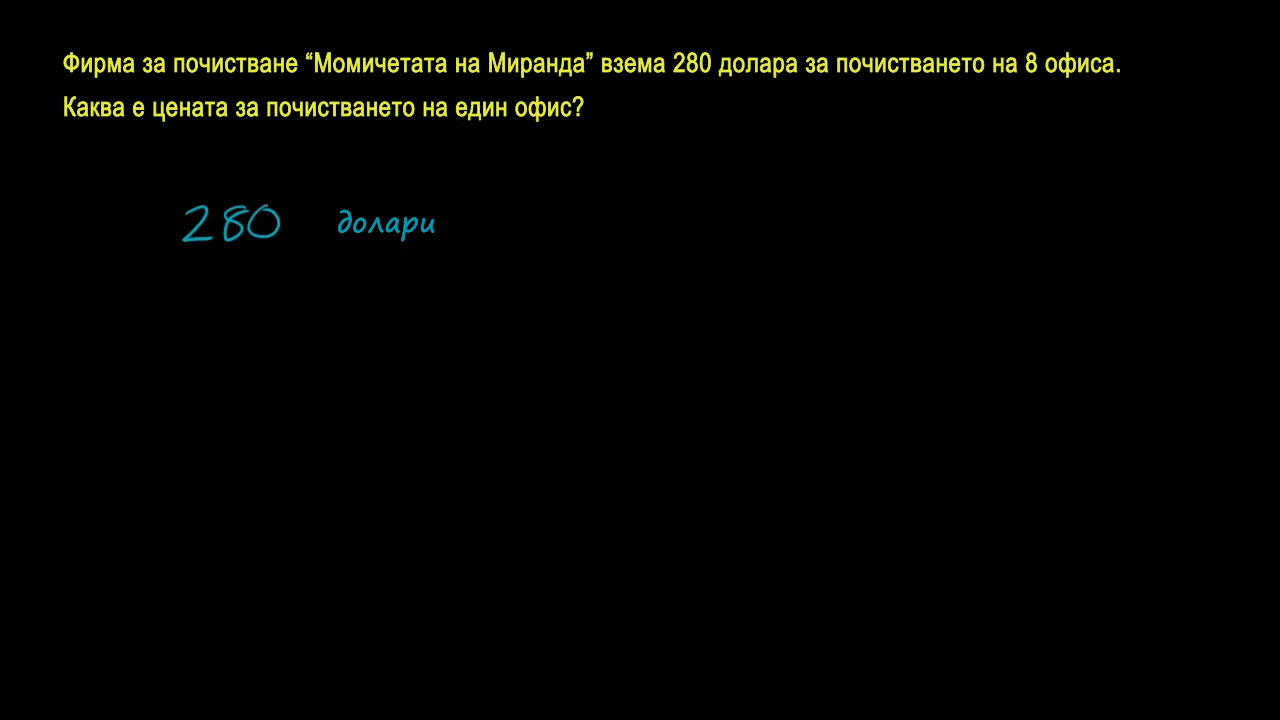 Фирма за почистване “Момичетата на Миранда” взема 280 долара за почистването на 8 офиса.
Каква е цената за почистването на един офис?
280 долари